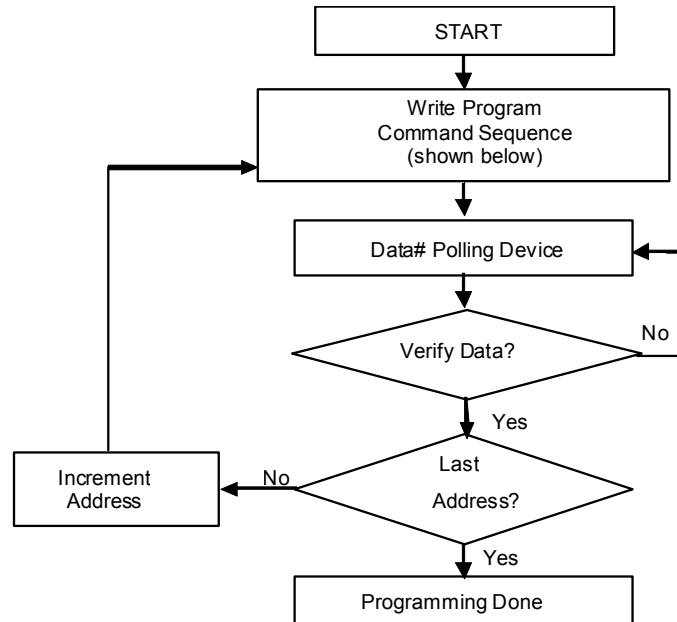 START
Write Program
Command Sequence
(shown below)
Data# Polling Device
Verify Data?
No
Yes
Last
Address?
No
Increment
Address
Yes
Programming Done